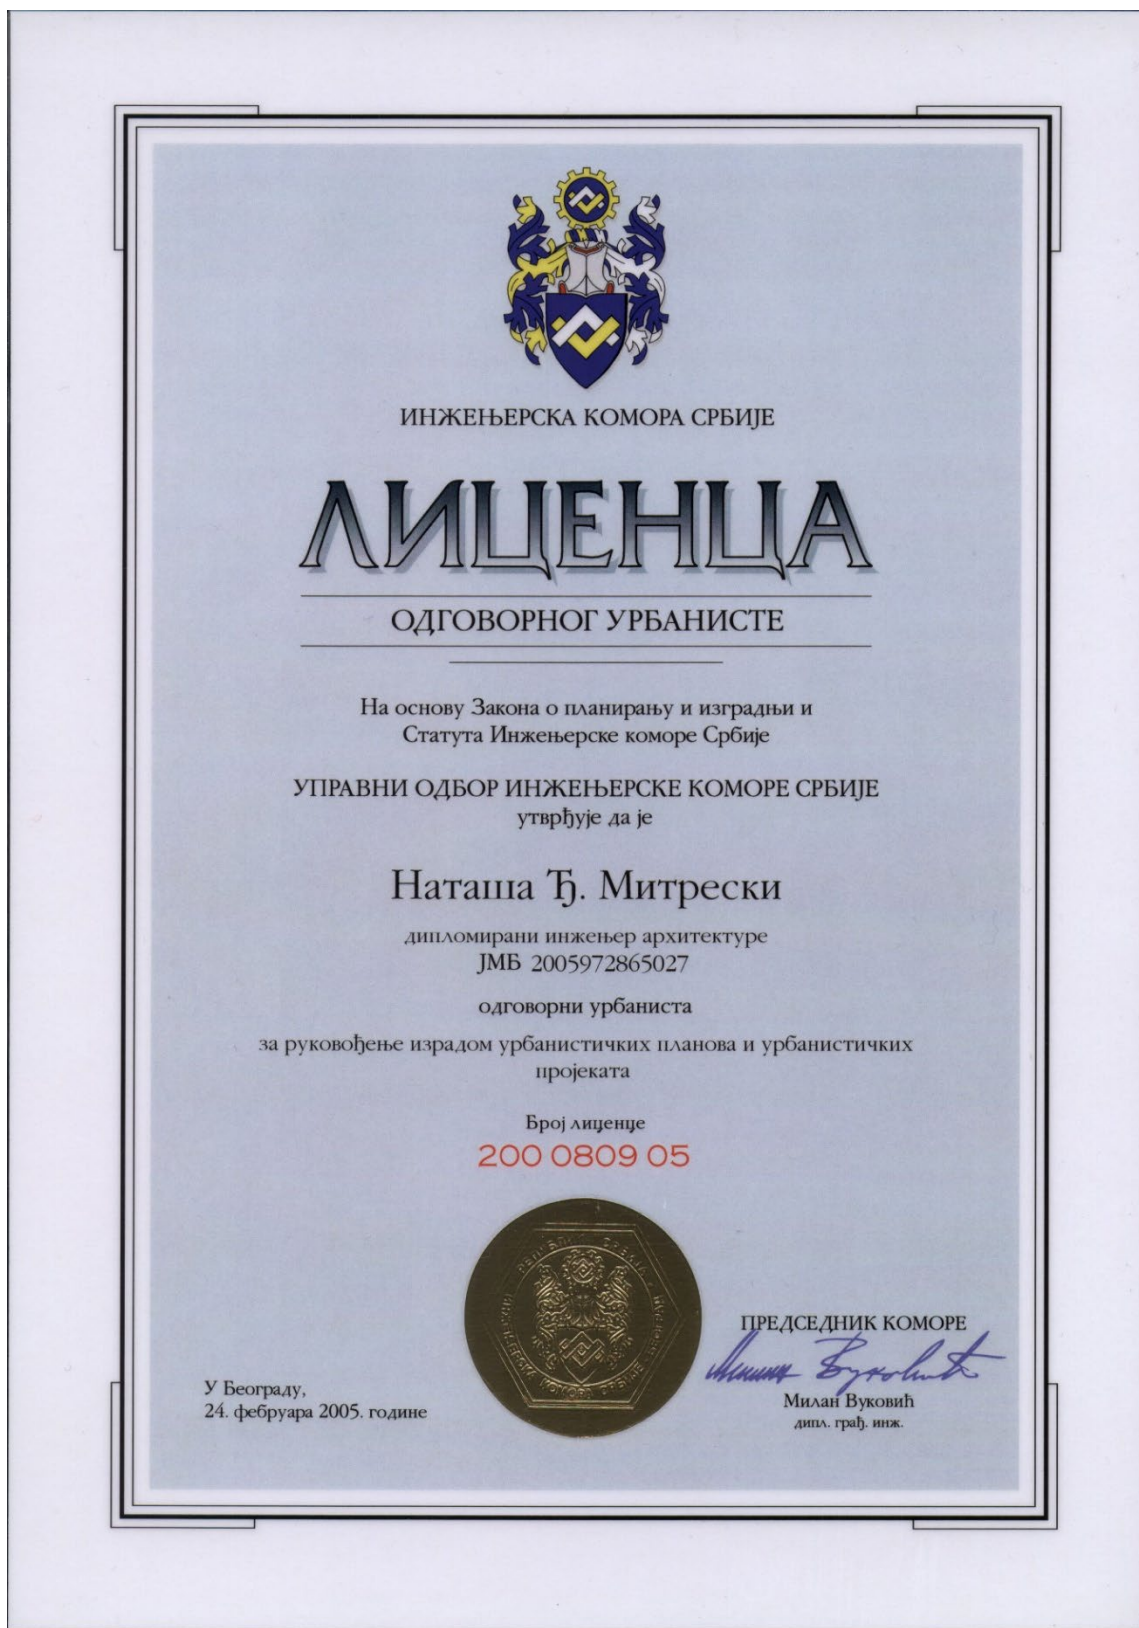 ИНЖЕЊЕРСКА КОМОРА СРБИЈЕ
ЛИЦЕНЦА
ОДГОВОРНОГ УРБАНИСТЕ
На основу Закона о планирању и изградњи и
Статута Инжењерске коморе Србије
УПРАВНИ ОДБОР ИНЖЕЊЕРСКЕ КОМОРЕ СРБИЈЕ
утврђује да је
Наташа Ђ. Митрески
дипломирани инжењер архитектуре
ЈМБ 2005972865027
одговорни урбаниста
за руковођење израдом урбанистичких планова и урбанистичких
пројеката
Број лиценце
200 0809 05
У Београду,
24. фебруара 2005. године
ПРЕДСЕДНИК КОМОРЕ
Милан Вуковић
дипл. грађ. инж.